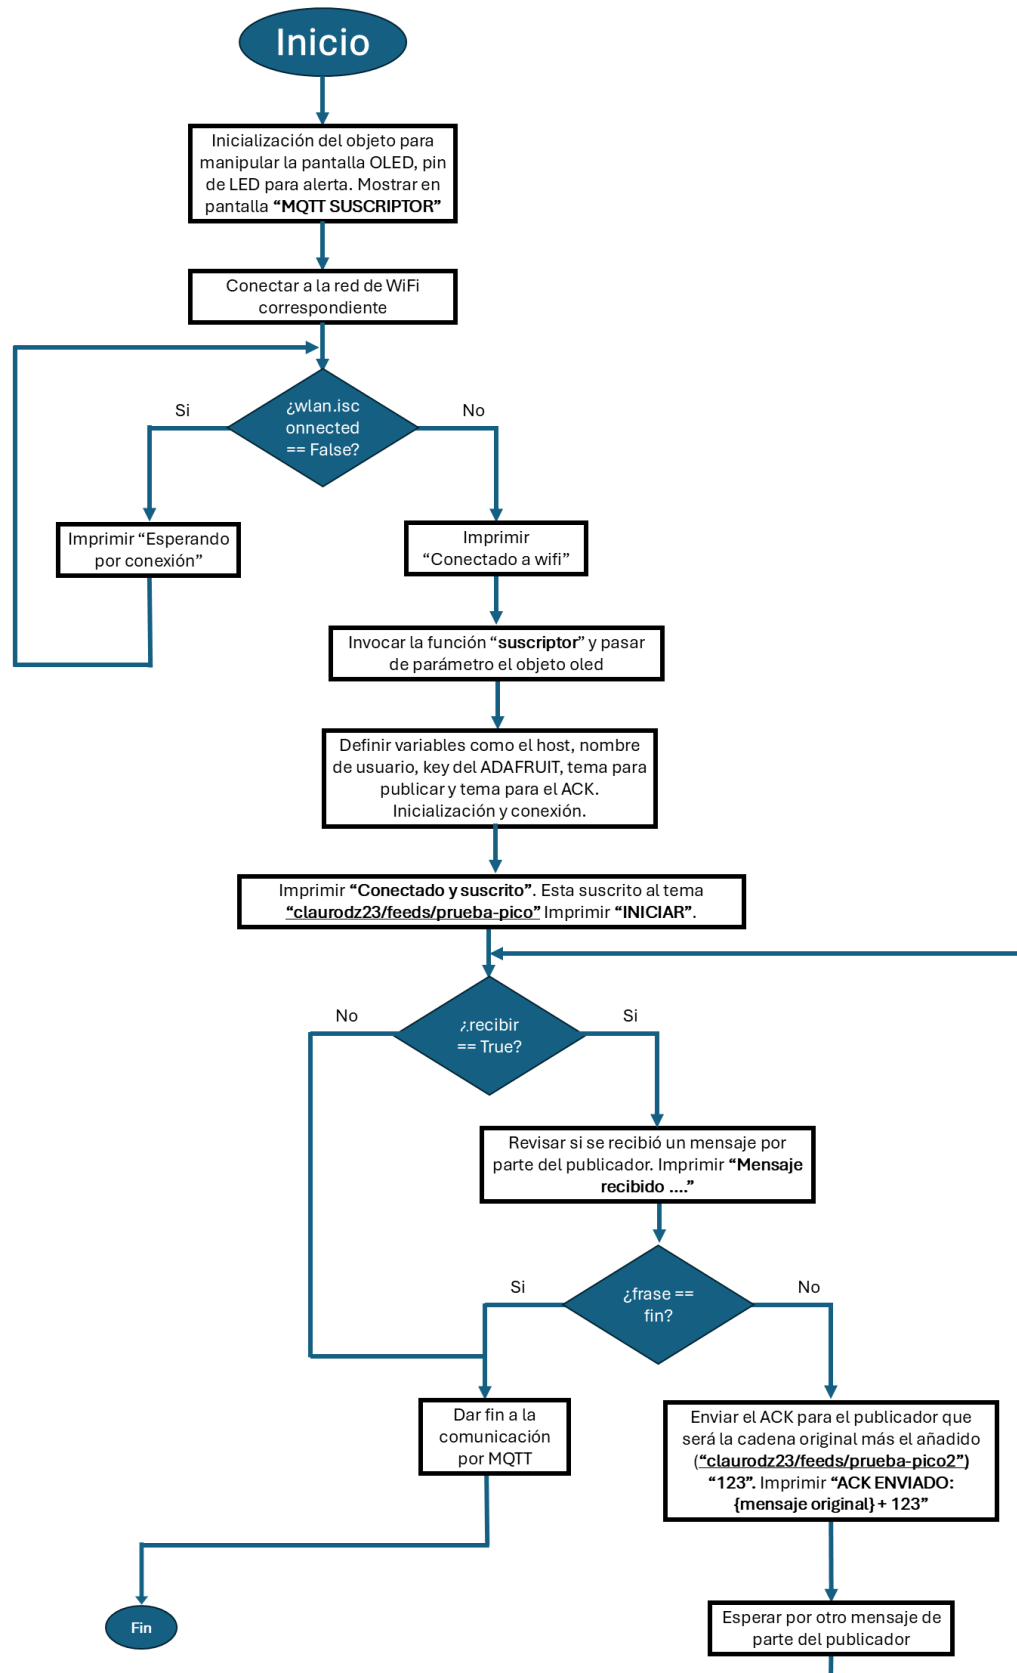 Inicio
Inicialización del objeto para
manipular la pantalla OLED, pin
de LED para alerta. Mostrar en
pantalla “MQTT SUSCRIPTOR”
Conectar a la red de WiFi
correspondiente
¿wlan.isc
onnected
== False?
Si
No
Imprimir “Esperando
por conexión”
Imprimir
“Conectado a wifi”
Invocar la función “suscriptor” y pasar
de parámetro el objeto oled
Definir variables como el host, nombre
de usuario, key del ADAFRUIT, tema para
publicar y tema para el ACK.
Inicialización y conexión.
Imprimir “Conectado y suscrito”. Esta suscrito al tema
“claurodz23/feeds/prueba-pico” Imprimir “INICIAR”.
¿recibir
== True?
No
Si
Revisar si se recibió un mensaje por
parte del publicador. Imprimir “Mensaje
recibido ....”
¿frase ==
fin?
Si
No
Dar fin a la
comunicación
por MQTT
Enviar el ACK para el publicador que
será la cadena original más el añadido
(“claurodz23/feeds/prueba-pico2”)
“123”. Imprimir “ACK ENVIADO:
{mensaje original} + 123”
Esperar por otro mensaje de
parte del publicador
Fin